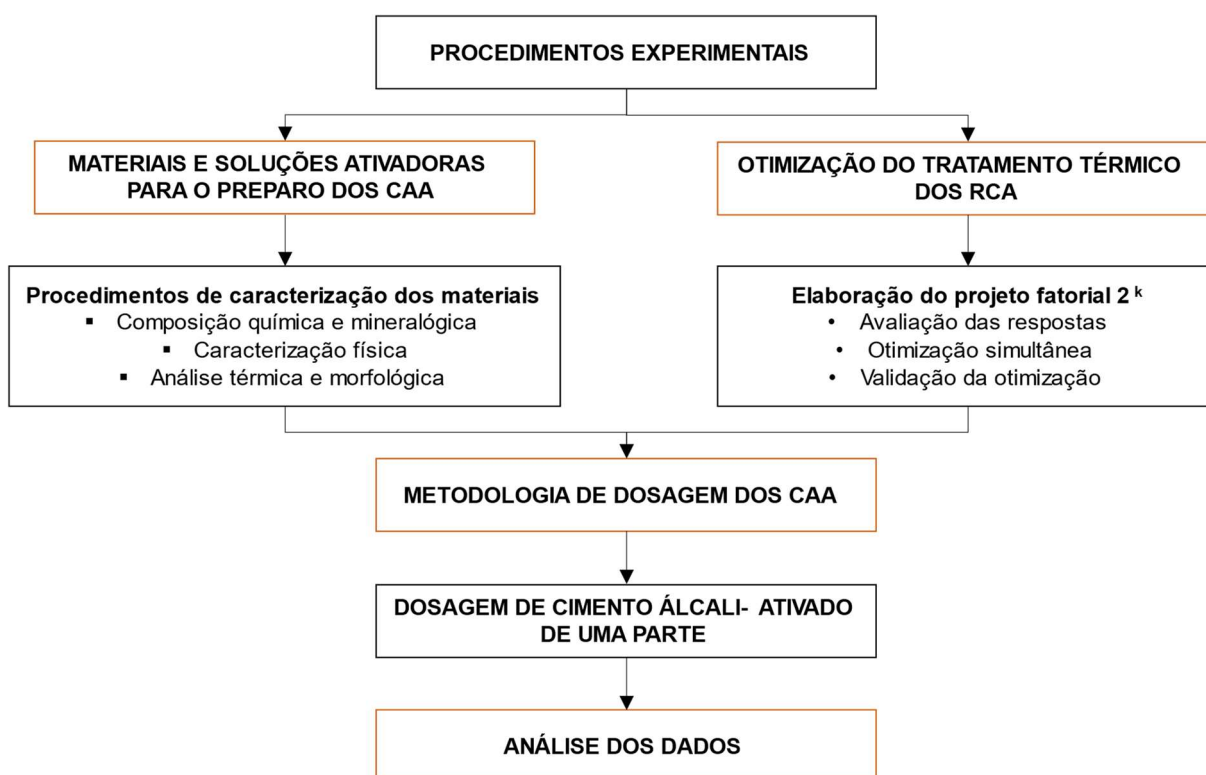 PROCEDIMENTOS EXPERIMENTAIS
MATERIAIS E SOLUÇÕES ATIVADORAS
PARA O PREPARO DOS CAA
Procedimentos de caracterização dos materiais
▪ Composição química e mineralógica
▪ Caracterização física
▪ Análise térmica e morfológica
OTIMIZAÇÃO DO TRATAMENTO TÉRMICO
DOS RCA
Elaboração do projeto fatorial 2 ᵏ
• Avaliação das respostas
• Otimização simultânea
• Validação da otimização
METODOLOGIA DE DOSAGEM DOS CAA
DOSAGEM DE CIMENTO ÁLCALI- ATIVADO
DE UMA PARTE
ANÁLISE DOS DADOS